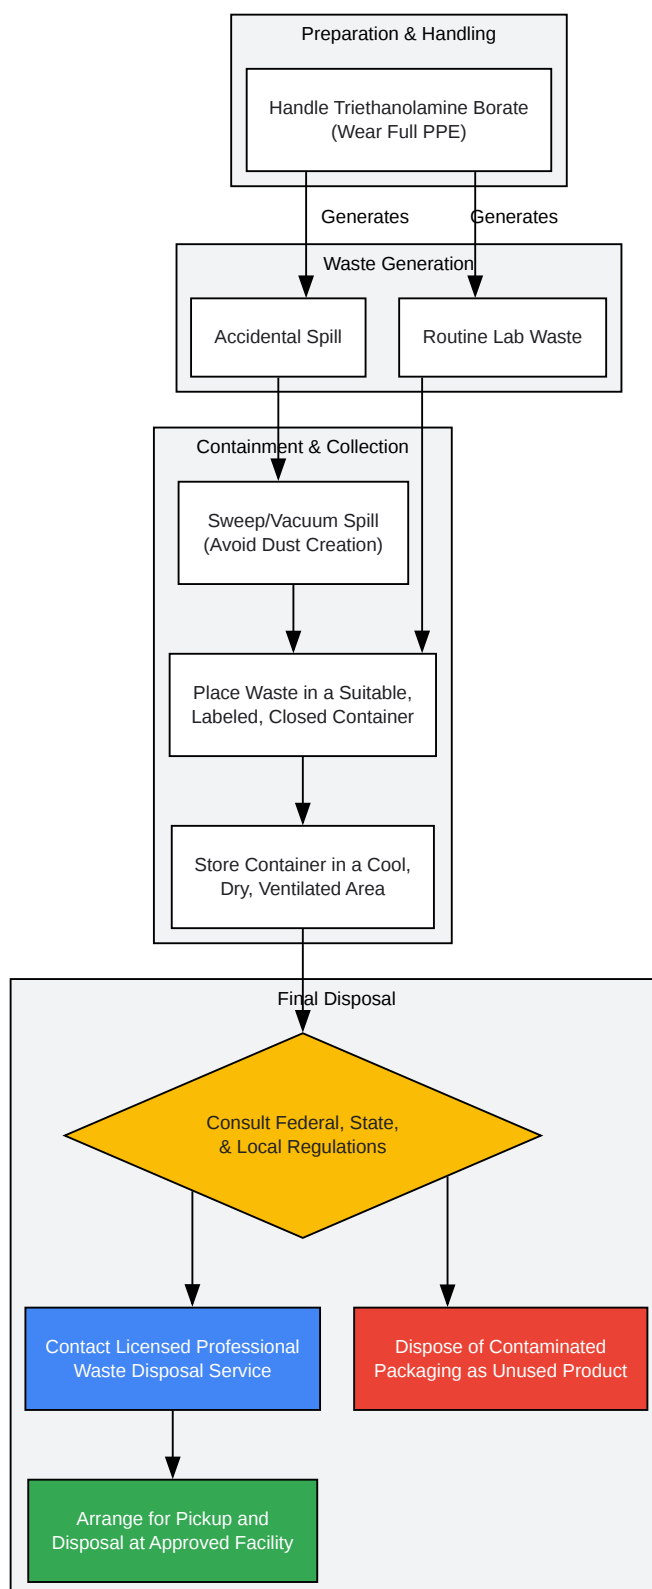 Preparation & Handling
Handle Triethanolamine Borate
(Wear Full PPE)
Generates
Generates
Waste Generation
Accidental Spill
Routine Lab Waste
Containment & Collection
Sweep/Vacuum Spill
(Avoid Dust Creation)
Place Waste in a Suitable,
Labeled, Closed Container
Store Container in a Cool,
Dry, Ventilated Area
Final Disposal
Consult Federal, State,
& Local Regulations
Contact Licensed Professional
Waste Disposal Service
Dispose of Contaminated
Packaging as Unused Product
Arrange for Pickup and
Disposal at Approved Facility